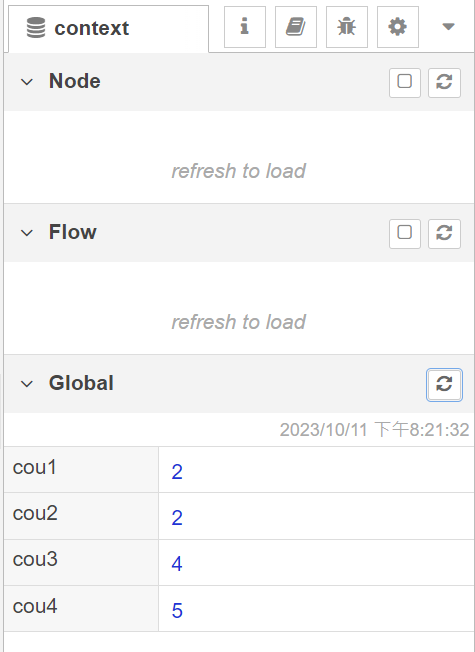 context
Node
refresh to load
Flow
refresh to load
Global
2023/10/11 下午8:21:32
cou1 2
cou2 2
cou3 4
cou4 5